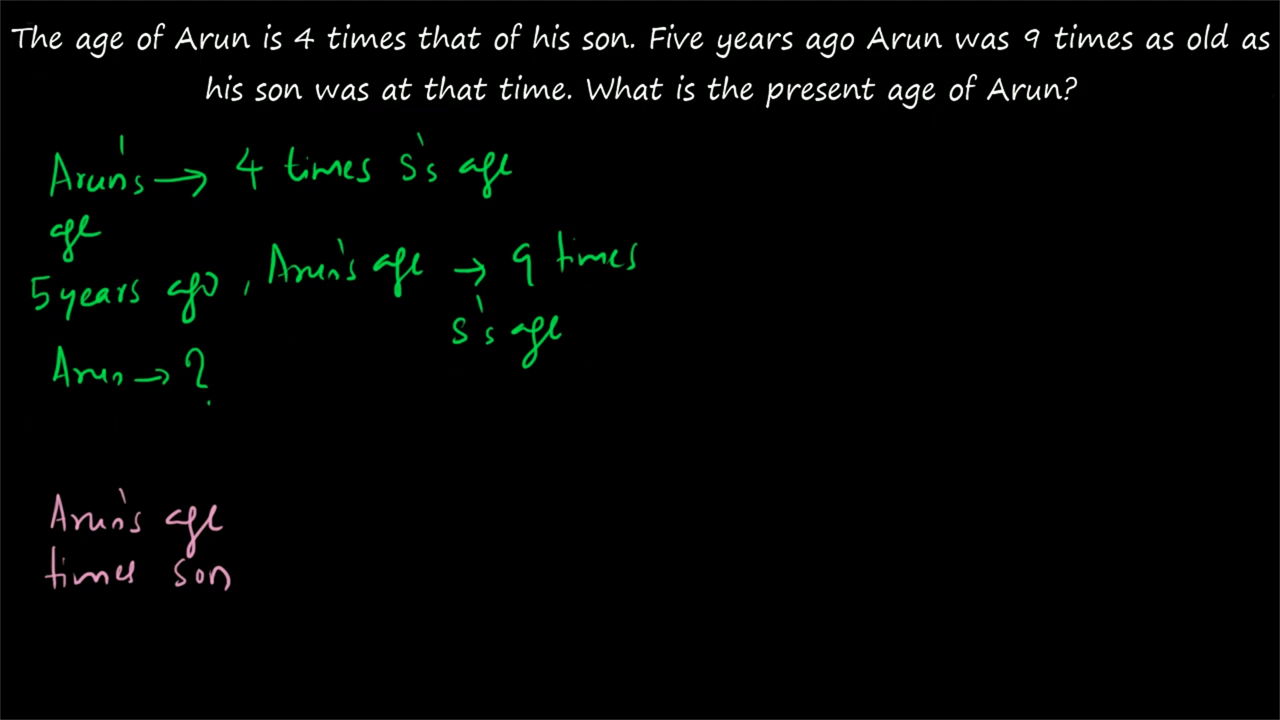 The age of Arun is 4 times that of his son. Five years ago Arun was 9 times as old as
his son was at that time. What is the present age of Arun?
Arun's → 4 times s's age
age
5 years ago, Arun's age → 9 times
s's age
Arun → ?
Arun's age
times son